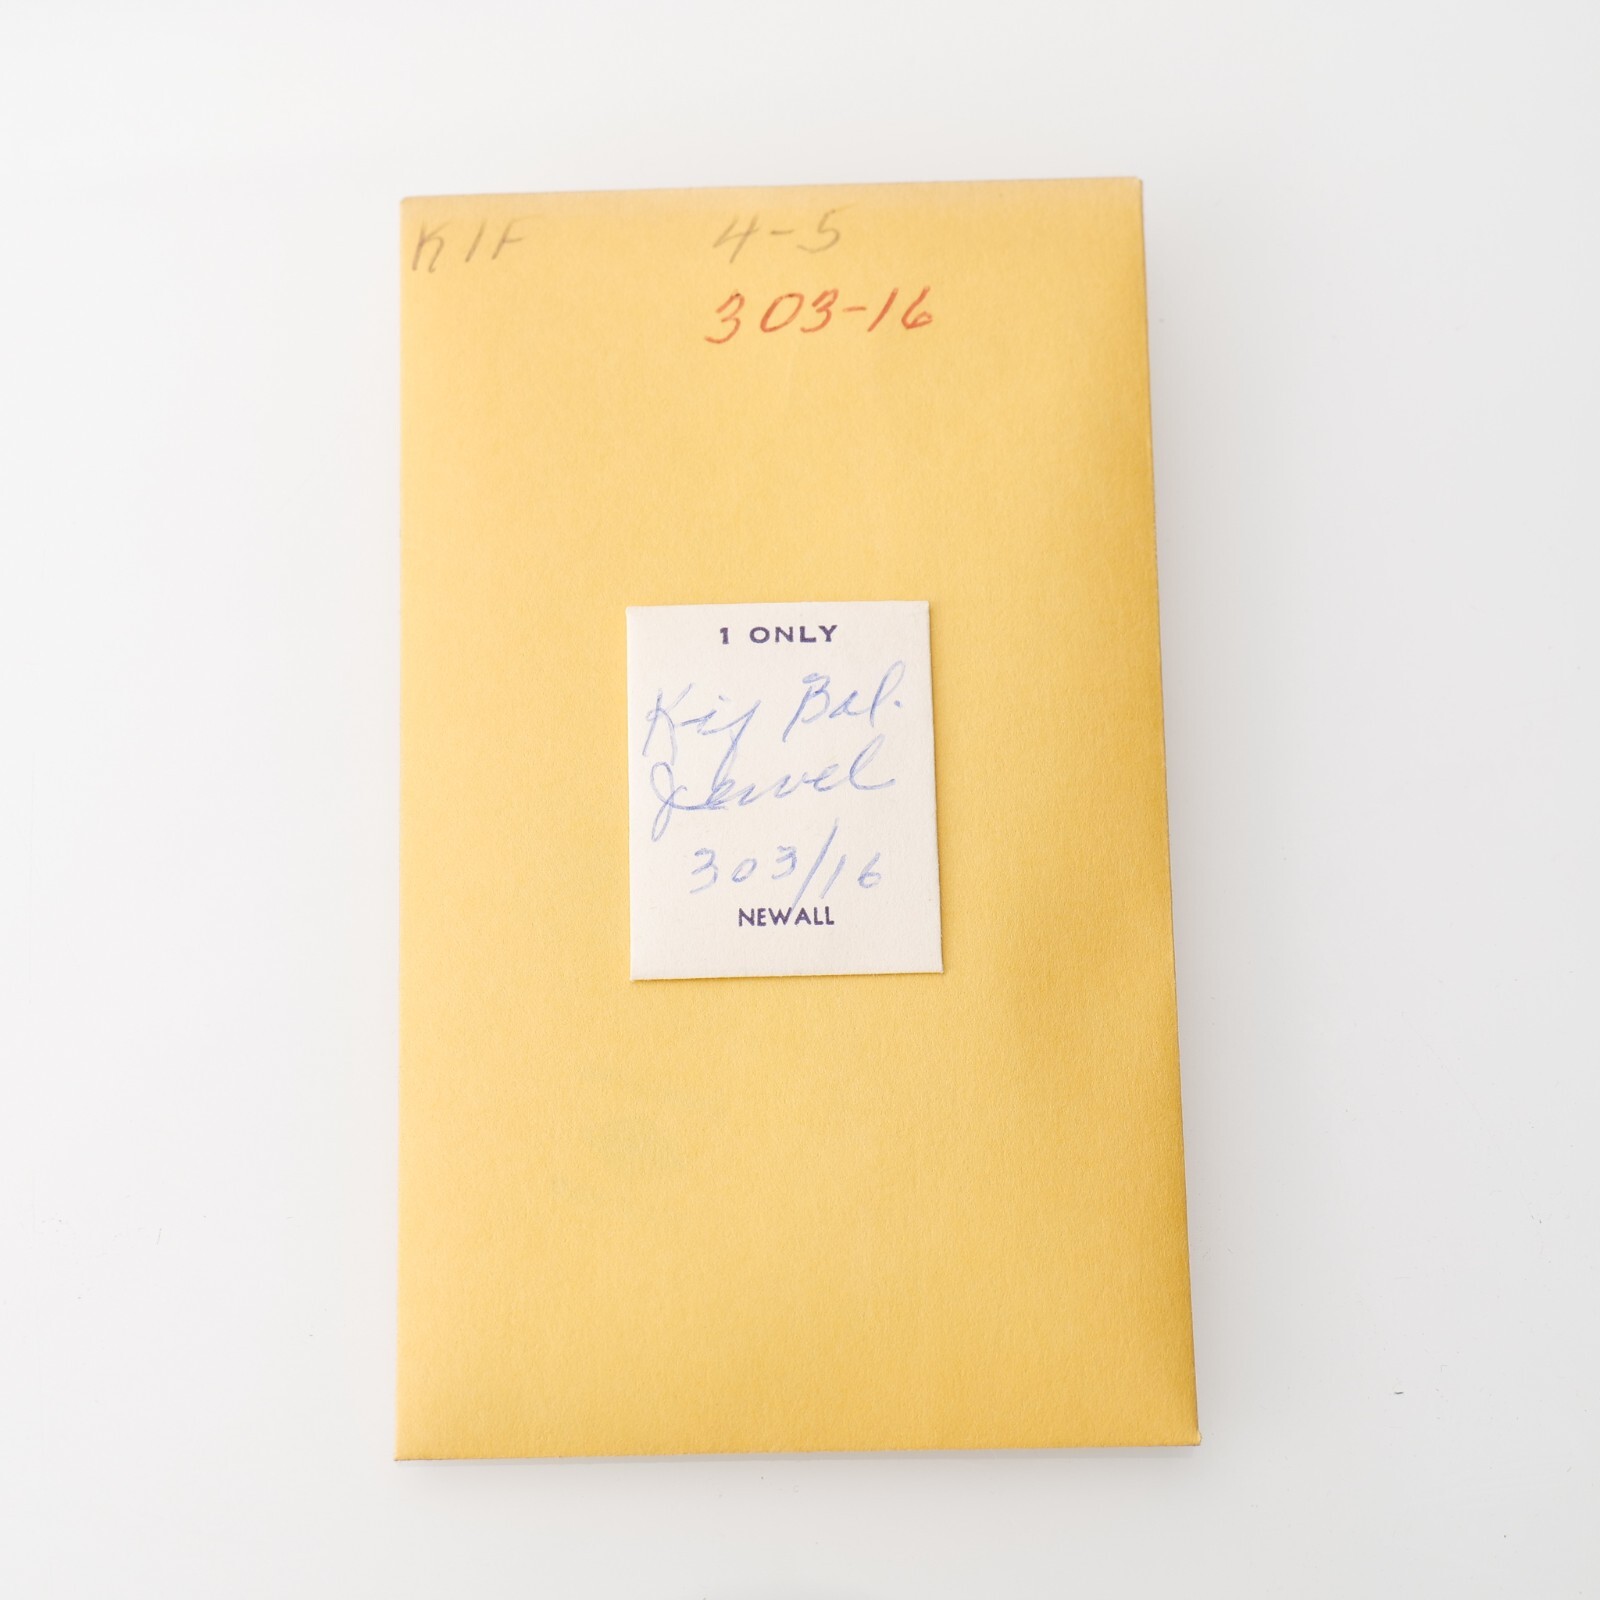 KIF 4-5
303-16
1 ONLY
Kif Bal.
Jewel
303/16
NEWALL